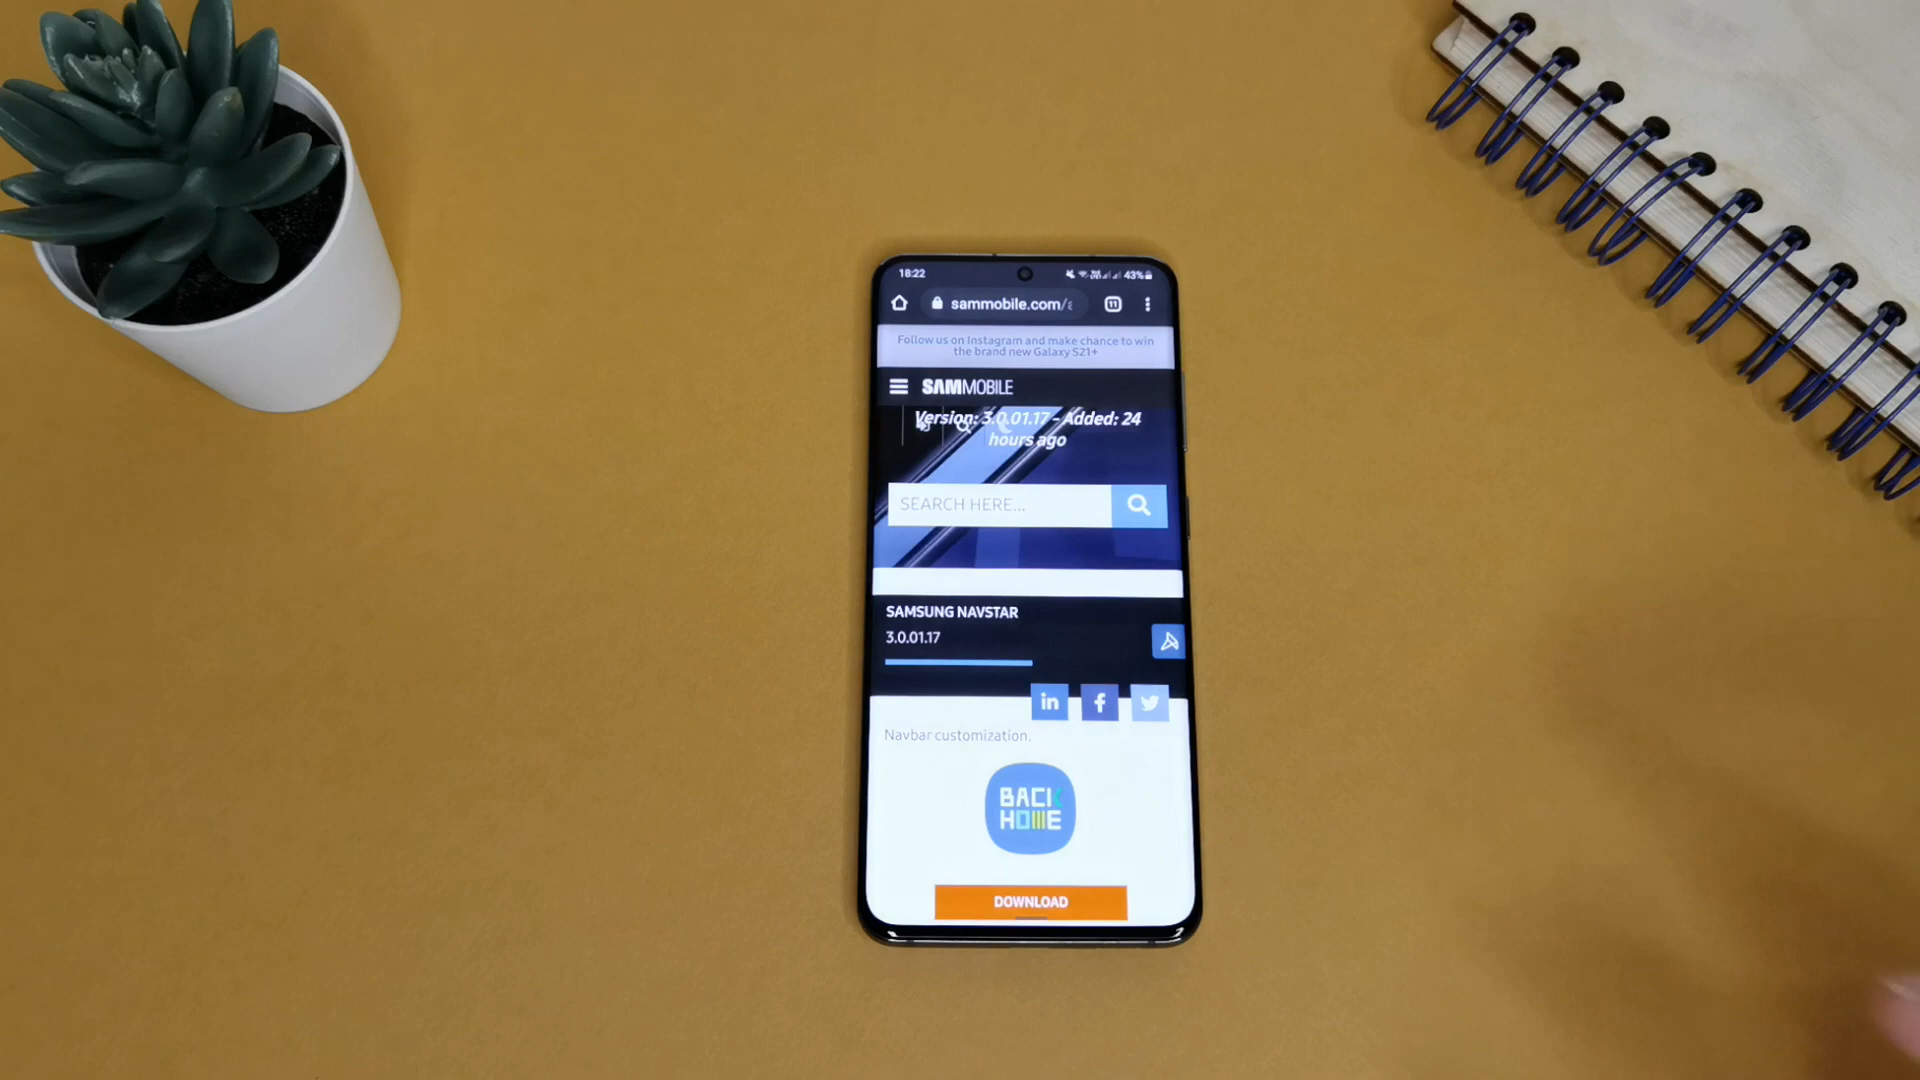 18:22
43%
sammobile.com/
11
Follow us on Instagram and make chance to win
the brand new Galaxy S21+
SAMMOBILE
Version: 3.0.01.17 - Added: 24
hours ago
SEARCH HERE...
SAMSUNG NAVSTAR
3.0.01.17
in
f
Navbar customization.
BACK
HOME
DOWNLOAD